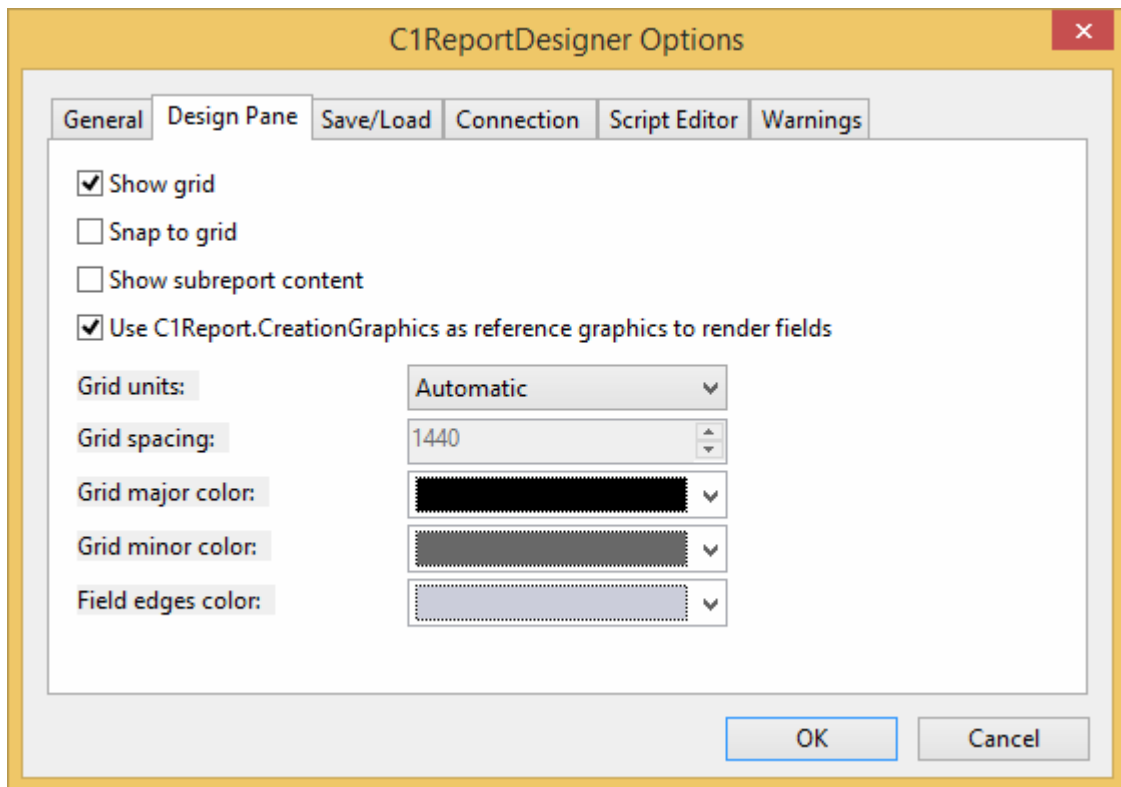 C1ReportDesigner Options
General Design Pane Save/Load Connection Script Editor Warnings
Show grid
Snap to grid
Show subreport content
Use C1Report.CreationGraphics as reference graphics to render fields
Grid units: Automatic
Grid spacing: 1440
Grid major color:
Grid minor color:
Field edges color:
OK Cancel